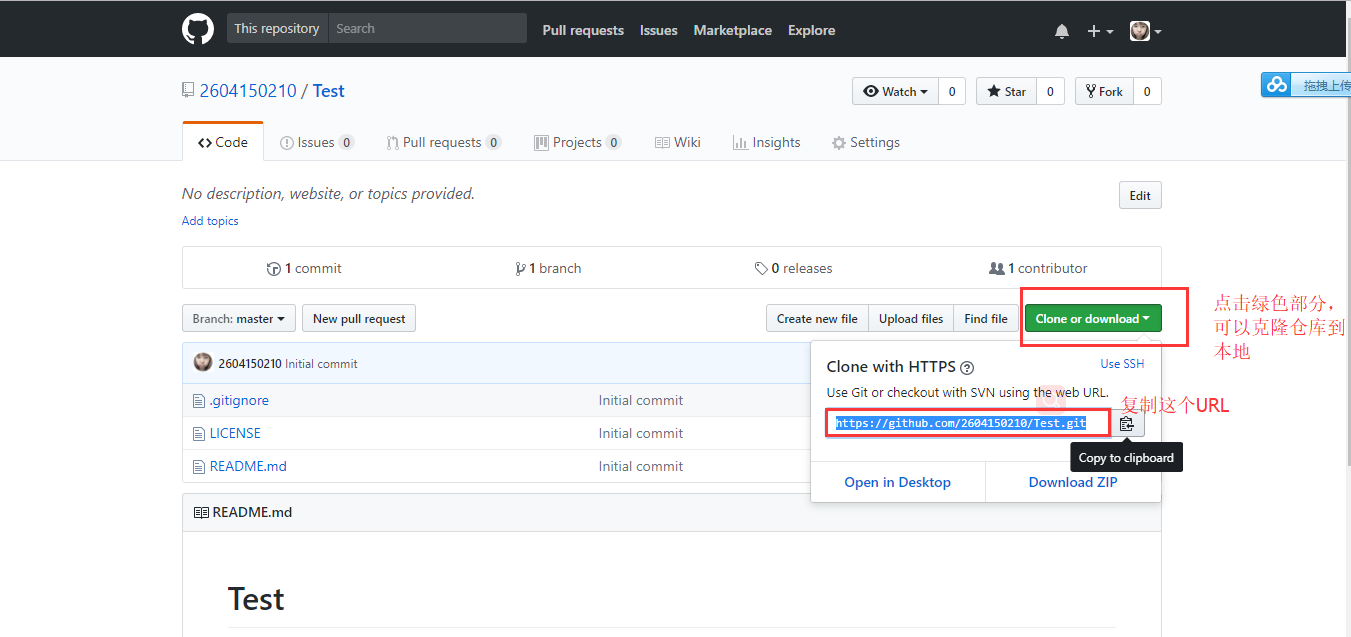 This repository Search Pull requests Issues Marketplace Explore
2604150210 / Test Watch 0 Star 0 Fork 0
拖拽上传
Code Issues 0 Pull requests 0 Projects 0 Wiki Insights Settings
No description, website, or topics provided. Edit
Add topics
1 commit 1 branch 0 releases 1 contributor
Branch: master New pull request Create new file Upload files Find file Clone or download
点击绿色部分，
可以克隆仓库到
本地
2604150210 Initial commit
Clone with HTTPS Use SSH
Use Git or checkout with SVN using the web URL.
.gitignore Initial commit
复制这个URL
https://github.com/2604150210/Test.git
LICENSE Initial commit
Copy to clipboard
README.md Initial commit
Open in Desktop Download ZIP
README.md
Test